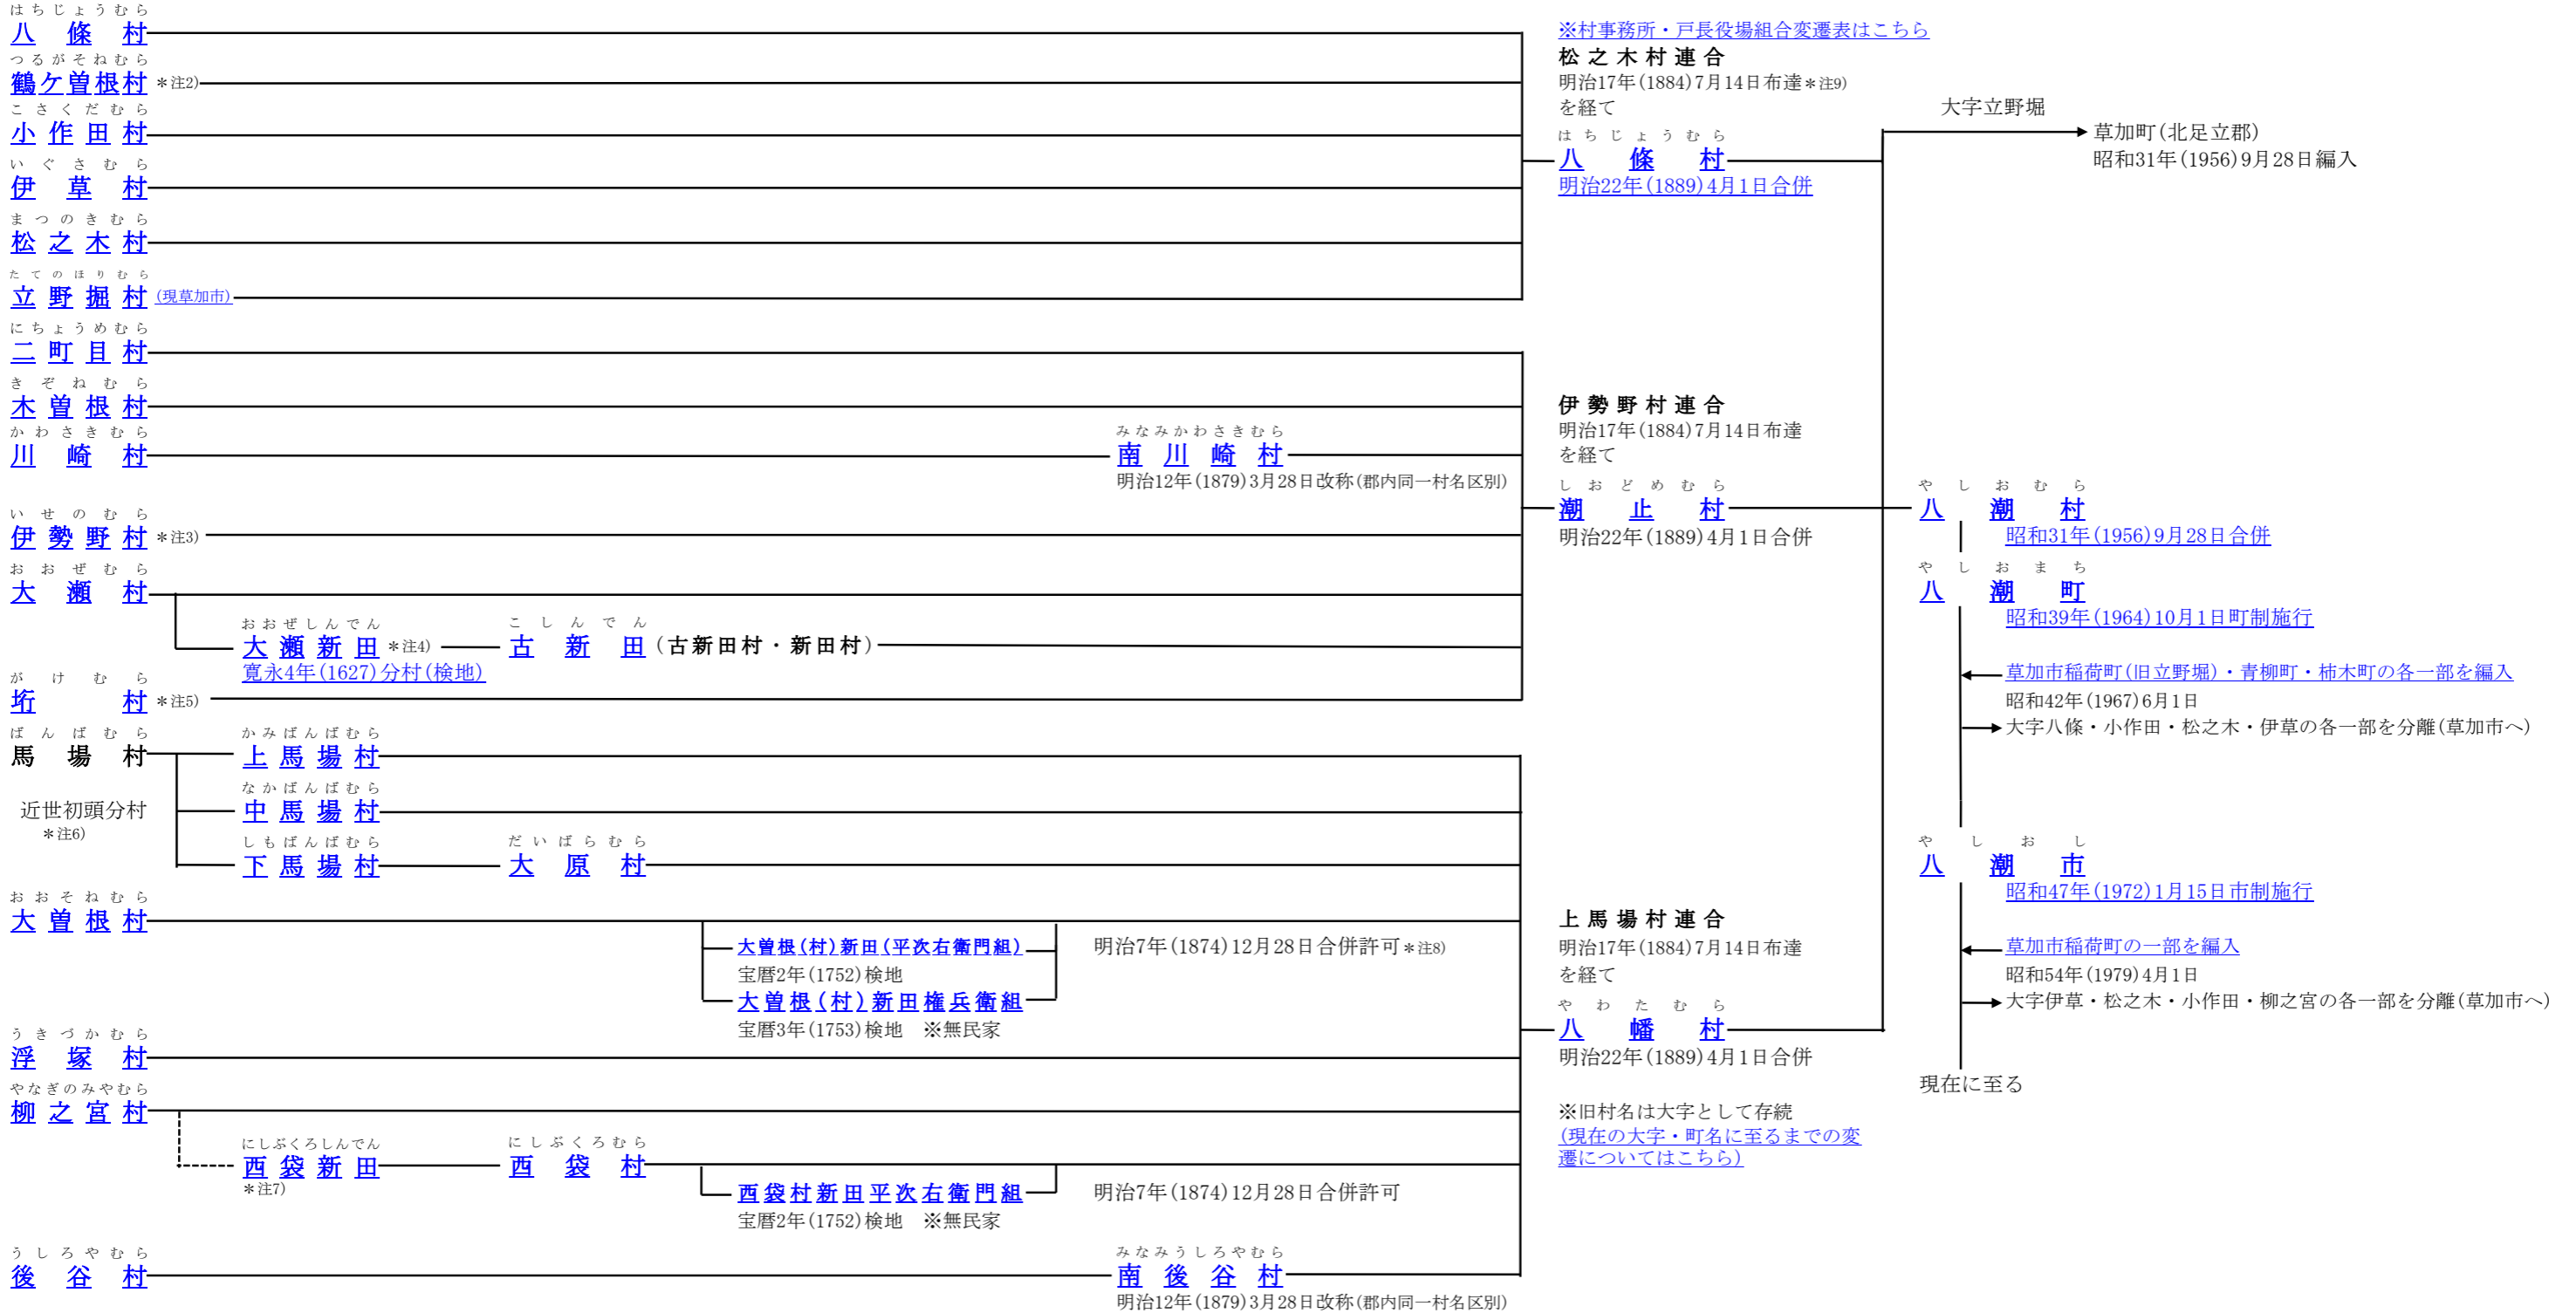 はちじょうむら
八條村
つるがそねむら
鶴ケ曽根村 *注2)
こさくだむら
小作田村
いぐさむら
伊草村
まつのきむら
松之木村
たてのほりむら
立野堀村 (現草加市)
にちょうめむら
二町目村
きぞねむら
木曽根村
かわさきむら
川崎村
みなみかわさきむら
南川崎村
明治12年(1879)3月28日改称(郡内同一村名区別)
いせのむら
伊勢野村 *注3)
おおぜむら
大瀬村
おおぜしんでん
大瀬新田 *注4)
寛永4年(1627)分村(検地)
こしんでん
古新田 (古新田村・新田村)
がけむら
垳村 *注5)
ばんばむら
馬場村
近世初頭分村
*注6)
かみばんばむら
上馬場村
なかばんばむら
中馬場村
しもばんばむら
下馬場村
だいばらむら
大原村
おおそねむら
大曽根村
大曽根(村)新田(平次右衛門組)
宝暦2年(1752)検地
大曽根(村)新田権兵衛組
宝暦3年(1753)検地 ※無民家
明治7年(1874)12月28日合併許可*注8)
うきづかむら
浮塚村
やなぎのみやむら
柳之宮村
にしぶくろしんでん
西袋新田
*注7)
にしぶくろむら
西袋村
西袋村新田平次右衛門組
宝暦2年(1752)検地 ※無民家
明治7年(1874)12月28日合併許可
うしろやむら
後谷村
みなみうしろやむら
南後谷村
明治12年(1879)3月28日改称(郡内同一村名区別)
※村事務所・戸長役場組合変遷表はこちら
松之木村連合
明治17年(1884)7月14日布達*注9)
を経て
はちじょうむら
八條村
明治22年(1889)4月1日合併
伊勢野村連合
明治17年(1884)7月14日布達
を経て
しおどめむら
潮止村
明治22年(1889)4月1日合併
上馬場村連合
明治17年(1884)7月14日布達
を経て
やわたむら
八幡村
明治22年(1889)4月1日合併
※旧村名は大字として存続
(現在の大字・町名に至るまでの変
遷についてはこちら)
大字立野堀
草加町(北足立郡)
昭和31年(1956)9月28日編入
やしおむら
八潮村
昭和31年(1956)9月28日合併
やしおまち
八潮町
昭和39年(1964)10月1日町制施行
草加市稲荷町(旧立野堀)・青柳町・柿木町の各一部を編入
昭和42年(1967)6月1日
大字八條・小作田・松之木・伊草の各一部を分離(草加市へ)
やしおし
八潮市
昭和47年(1972)1月15日市制施行
草加市稲荷町の一部を編入
昭和54年(1979)4月1日
大字伊草・松之木・小作田・柳之宮の各一部を分離(草加市へ)
現在に至る